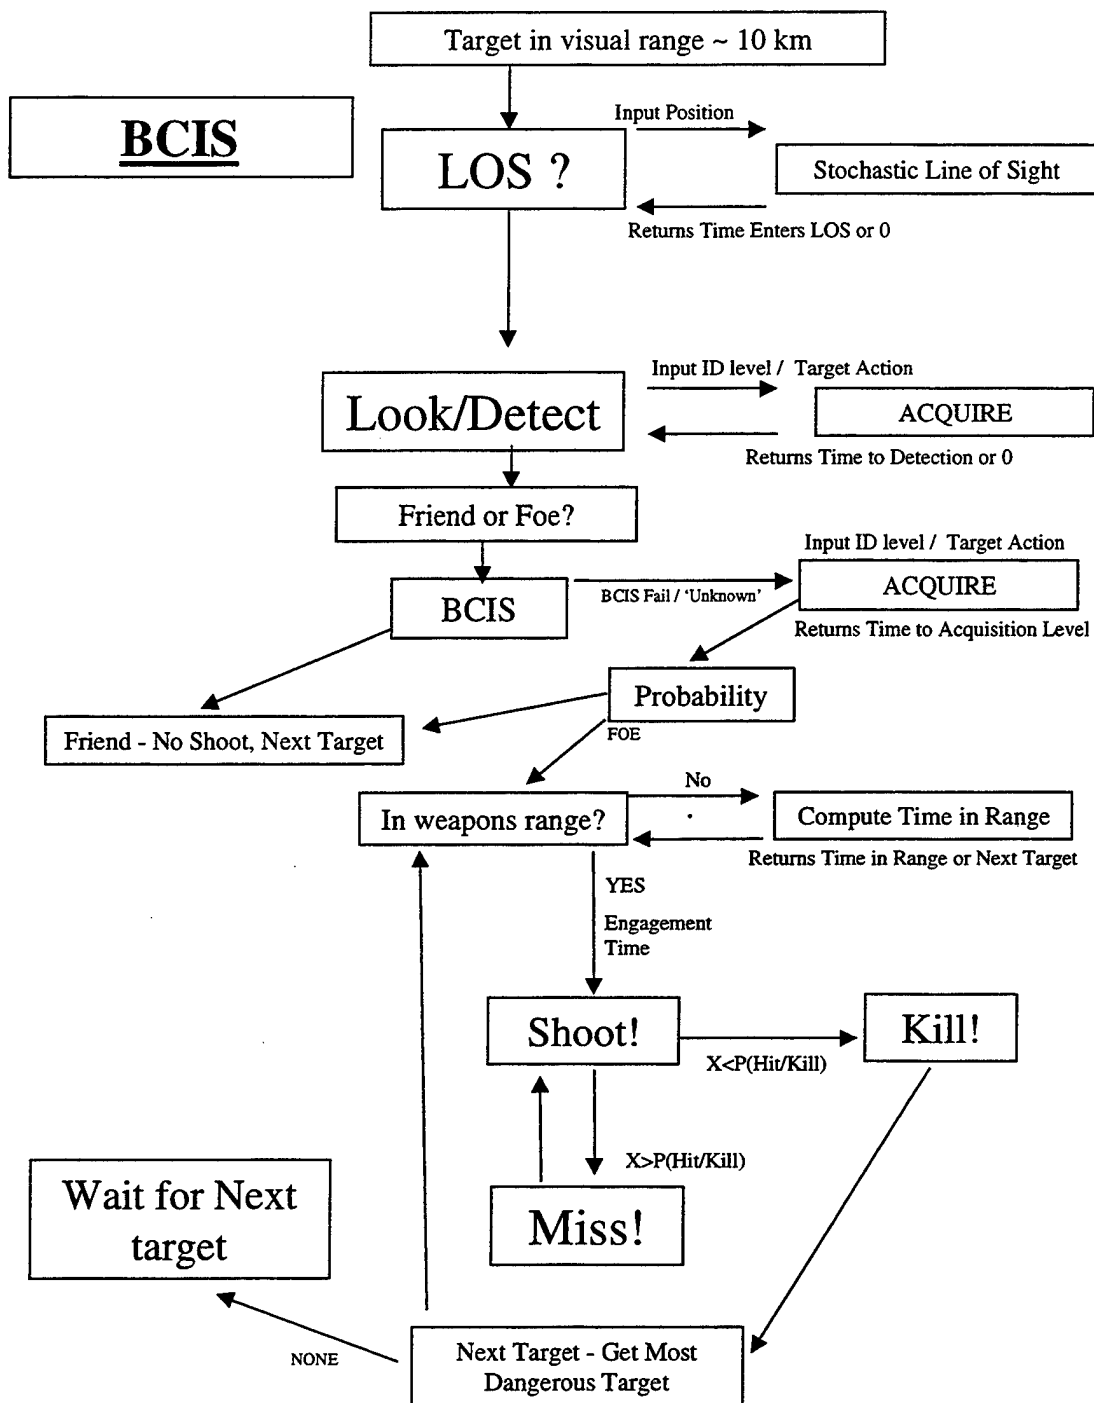 Target in visual range ~ 10 km
BCIS
Input Position
LOS ?
Stochastic Line of Sight
Returns Time Enters LOS or 0
Input ID level / Target Action
Look/Detect
ACQUIRE
Returns Time to Detection or 0
Friend or Foe?
Input ID level / Target Action
BCIS
BCIS Fail / 'Unknown'
ACQUIRE
Returns Time to Acquisition Level
Probability
Friend - No Shoot, Next Target
FOE
No
In weapons range?
Compute Time in Range
Returns Time in Range or Next Target
YES
Engagement
Time
Shoot!
Kill!
X<P(Hit/Kill)
X>P(Hit/Kill)
Wait for Next
target
Miss!
NONE
Next Target - Get Most
Dangerous Target